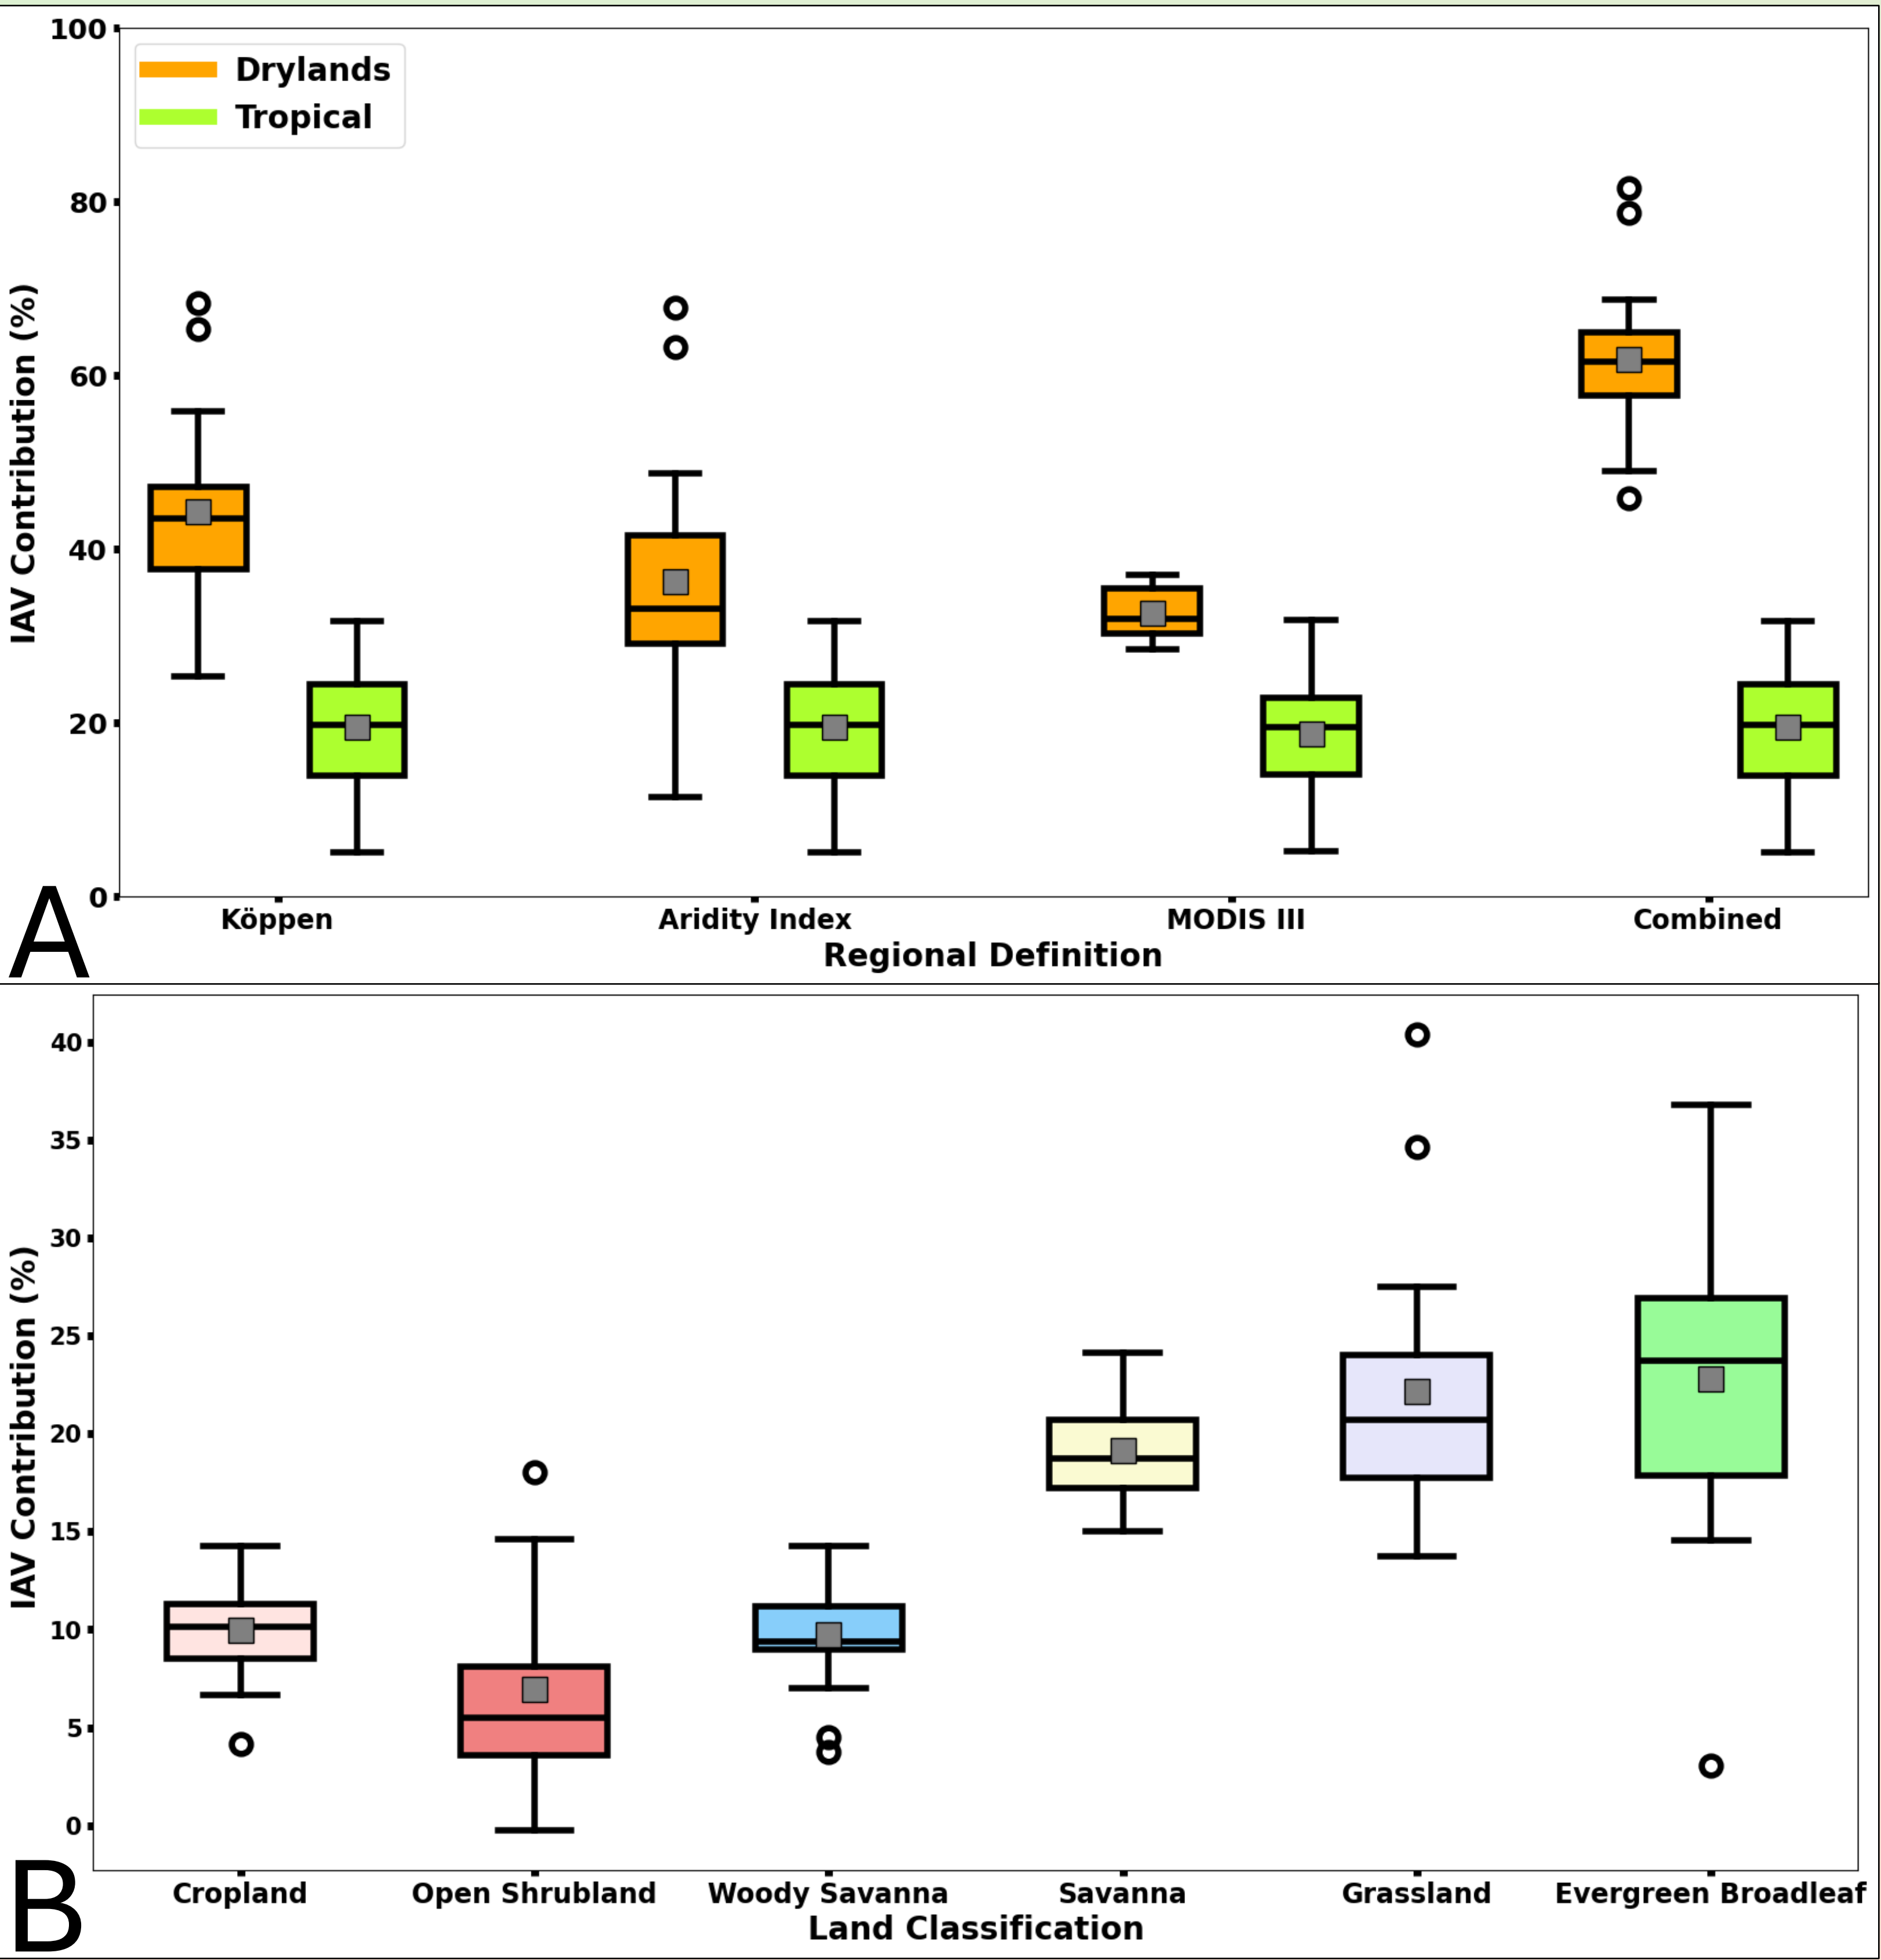 100
80
60
40
20
0
IAV Contribution (%)
Drylands
Tropical
Köppen Aridity Index MODIS III Combined
Regional Definition
A
40
35
30
25
20
15
10
5
0
IAV Contribution (%)
Cropland Open Shrubland Woody Savanna Savanna Grassland Evergreen Broadleaf
Land Classification
B